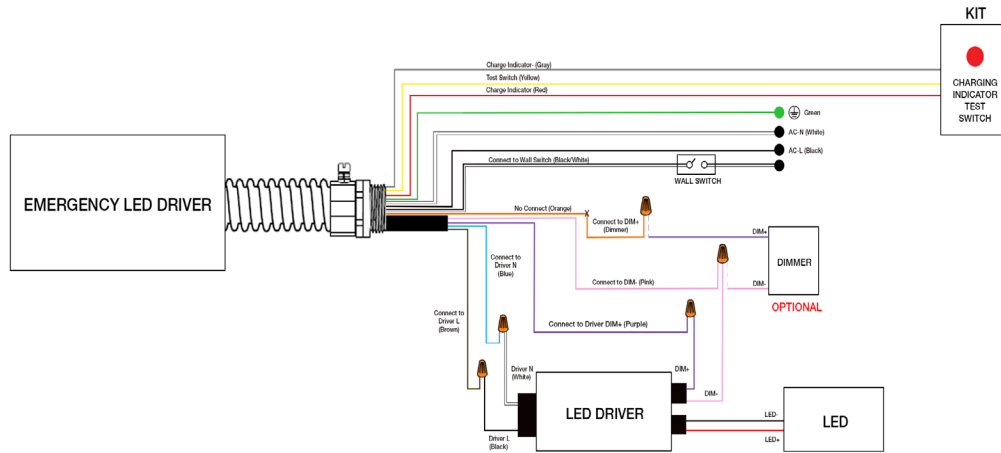 KIT
Charge Indicator- (Gray)
Test Switch (Yellow)
Charge Indicator (Red)
CHARGING
INDICATOR
TEST
SWITCH
Green
AC-N (White)
AC-L (Black)
Connect to Wall Switch (Black/White)
WALL SWITCH
EMERGENCY LED DRIVER
No Connect (Orange)
X
Connect to DIM+
(Dimmer)
DIM+
DIMMER
DIM-
OPTIONAL
Connect to
Driver N
(Blue)
Connect to DIM- (Pink)
Connect to
Driver L
(Brown)
Connect to Driver DIM+ (Purple)
Driver N
(White)
DIM+
DIM-
LED DRIVER
LED-
LED+
LED
Driver L
(Black)